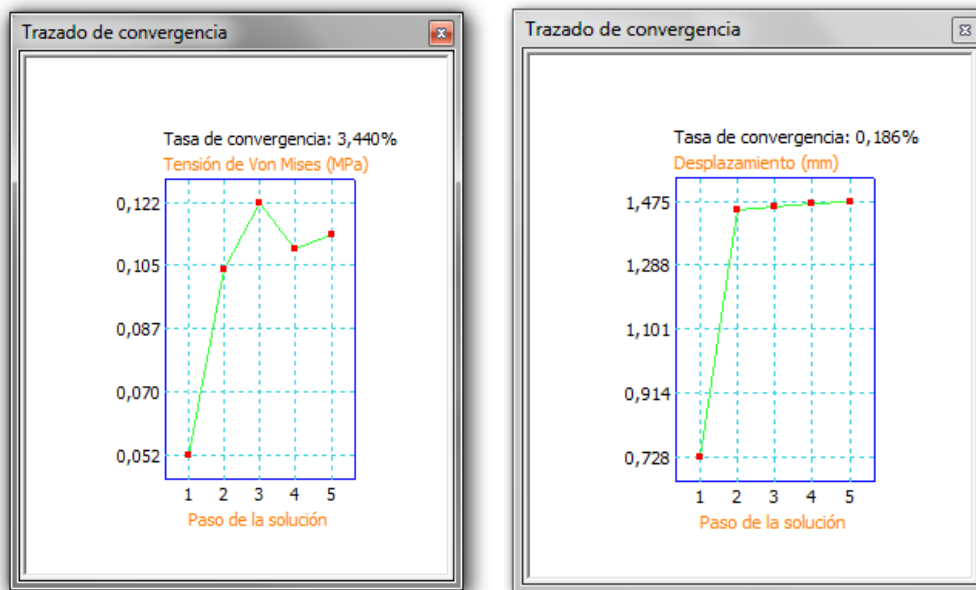 Trazado de convergencia
Tasa de convergencia: 3,440%
Tensión de Von Mises (MPa)
0,122
0,105
0,087
0,070
0,052
1 2 3 4 5
Paso de la solución
Trazado de convergencia
Tasa de convergencia: 0,186%
Desplazamiento (mm)
1,475
1,288
1,101
0,914
0,728
1 2 3 4 5
Paso de la solución